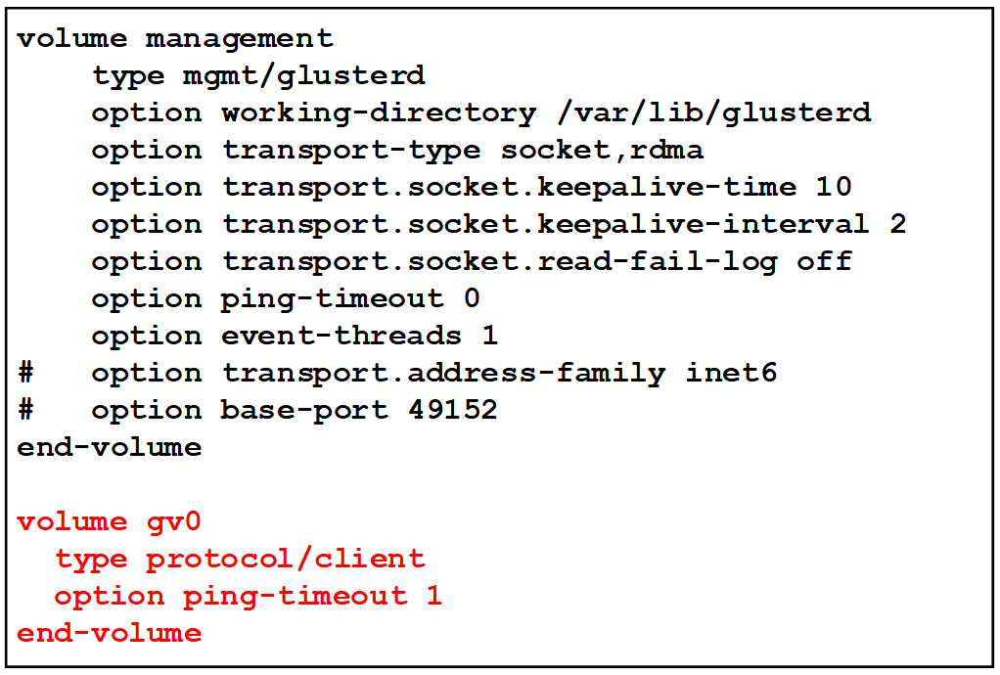 volume management
    type mgmt/glusterd
    option working-directory /var/lib/glusterd
    option transport-type socket,rdma
    option transport.socket.keepalive-time 10
    option transport.socket.keepalive-interval 2
    option transport.socket.read-fail-log off
    option ping-timeout 0
    option event-threads 1
#   option transport.address-family inet6
#   option base-port 49152
end-volume

volume gv0
  type protocol/client
  option ping-timeout 1
end-volume